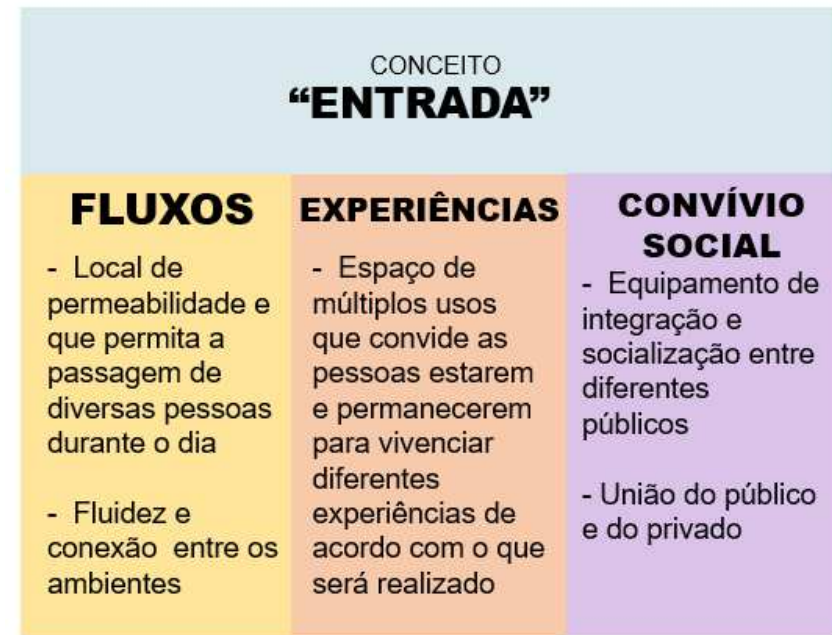 CONCEITO
“ENTRADA”
FLUXOS
- Local de
permeabilidade e
que permita a
passagem de
diversas pessoas
durante o dia
- Fluidez e
conexão entre os
ambientes
EXPERIÊNCIAS
- Espaço de
múltiplos usos
que convide as
pessoas estarem
e permanecerem
para vivenciar
diferentes
experiências de
acordo com o que
será realizado
CONVÍVIO
SOCIAL
- Equipamento de
integração e
socialização entre
diferentes
públicos
- União do público
e do privado